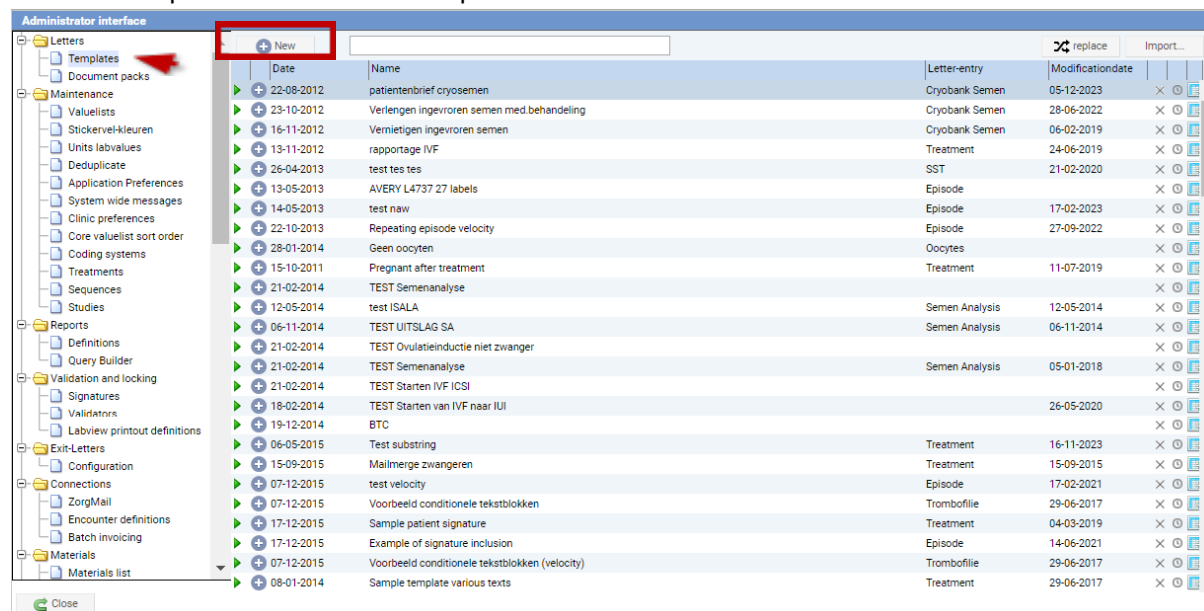 Administrator interface
Letters
Templates
Document packs
Maintenance
Valuelists
Stickervel-kleuren
Units labvalues
Deduplicate
Application Preferences
System wide messages
Clinic preferences
Core valuelist sort order
Coding systems
Treatments
Sequences
Studies
Reports
Definitions
Query Builder
Validation and locking
Signatures
Validators
Labview printout definitions
Exit-Letters
Configuration
Connections
ZorgMail
Encounter definitions
Batch invoicing
Materials
Materials list
Close
New replace Import...
Date Name Letter-entry Modificationdate
22-08-2012 patientenbrief cryosemen Cryobank Semen 05-12-2023
23-10-2012 Verlengen ingevroren semen med.behandeling Cryobank Semen 28-06-2022
16-11-2012 Vernietigen ingevroren semen Cryobank Semen 06-02-2019
13-11-2012 rapportage IVF Treatment 24-06-2019
26-04-2013 test tes tes SST 21-02-2020
13-05-2013 AVERY L4737 27 labels Episode
14-05-2013 test naw Episode 17-02-2023
22-10-2013 Repeating episode velocity Episode 27-09-2022
28-01-2014 Geen oocyten Oocytes
15-10-2011 Pregnant after treatment Treatment 11-07-2019
21-02-2014 TEST Semenanalyse
12-05-2014 test ISALA Semen Analysis 12-05-2014
06-11-2014 TEST UITSLAG SA Semen Analysis 06-11-2014
21-02-2014 TEST Ovulatieinductie niet zwanger
21-02-2014 TEST Semenanalyse Semen Analysis 05-01-2018
21-02-2014 TEST Starten IVF ICSI
18-02-2014 TEST Starten van IVF naar IUI 26-05-2020
19-12-2014 BTC
06-05-2015 Test substring Treatment 16-11-2023
15-09-2015 Mailmerge zwangeren Treatment 15-09-2015
07-12-2015 test velocity Episode 17-02-2021
07-12-2015 Voorbeeld conditionele tekstblokken Trombofilie 29-06-2017
17-12-2015 Sample patient signature Treatment 04-03-2019
17-12-2015 Example of signature inclusion Episode 14-06-2021
07-12-2015 Voorbeeld conditionele tekstblokken (velocity) Trombofilie 29-06-2017
08-01-2014 Sample template various texts Treatment 29-06-2017